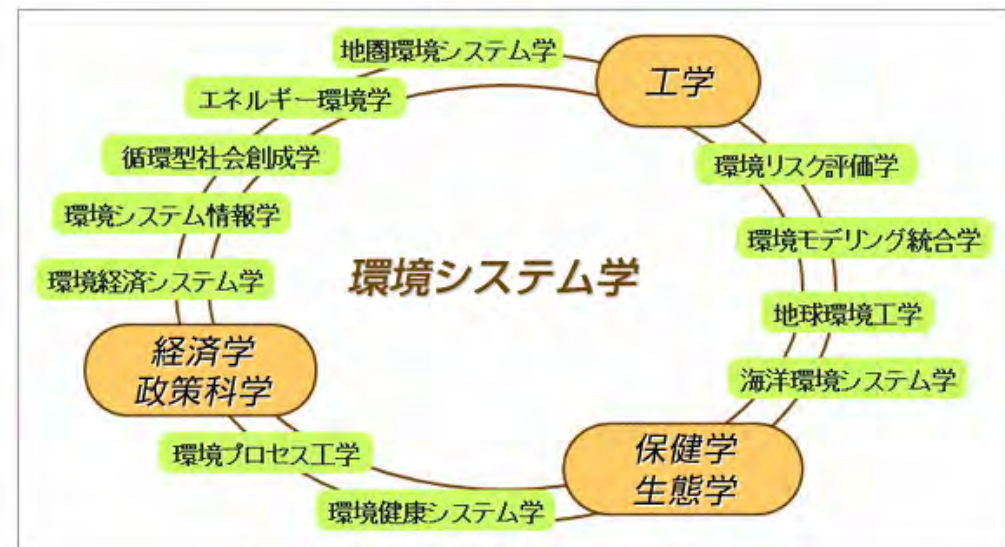 地圏環境システム学
工学
エネルギー環境学
循環型社会創成学
環境リスク評価学
環境システム情報学
環境モデリング統合学
環境経済システム学
環境システム学
地球環境工学
経済学
政策科学
海洋環境システム学
環境プロセス工学
保健学
生態学
環境健康システム学